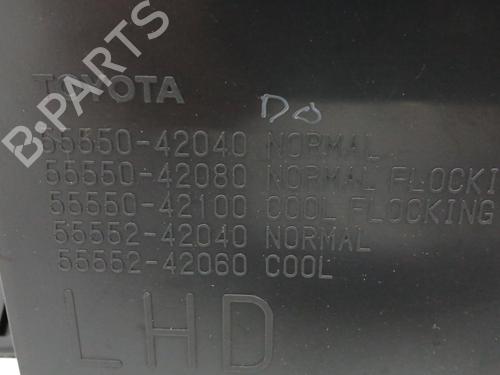 TOYOTA
DO
55550-42040 NORMAL
55550-42080 NORMAL FLOCKI
55550-42100 COOL FLOCKING
55552-42040 NORMAL
55552-42060 COOL
LHD
B-PARTS